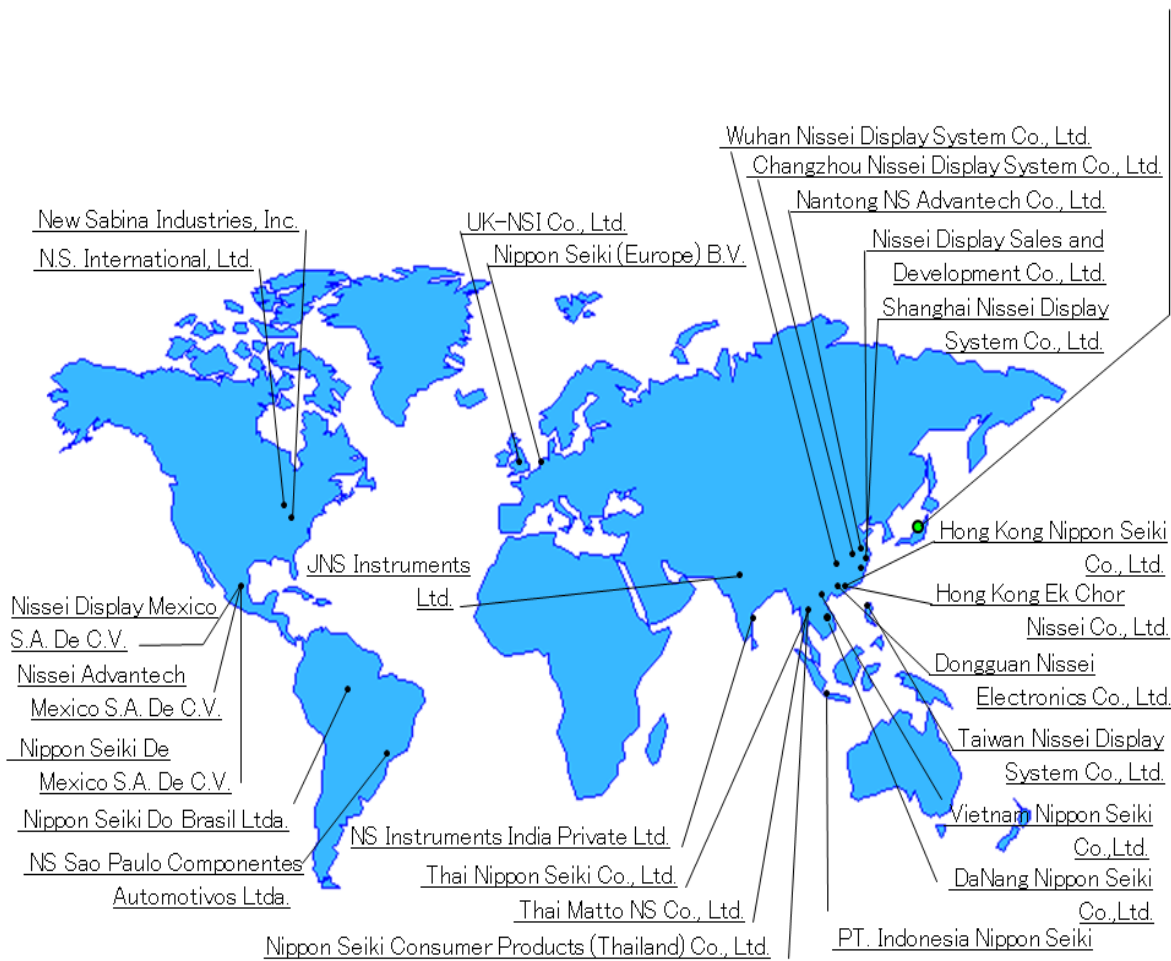 Wuhan Nissei Display System Co., Ltd.
Changzhou Nissei Display System Co., Ltd.
Nantong NS Advantech Co., Ltd.
Nissei Display Sales and
Development Co., Ltd.
Shanghai Nissei Display
System Co., Ltd.
New Sabina Industries, Inc.
N.S. International, Ltd.
UK-NSI Co., Ltd.
Nippon Seiki (Europe) B.V.
JNS Instruments
Ltd.
Hong Kong Nippon Seiki
Co., Ltd.
Hong Kong Ek Chor
Nissei Co., Ltd.
Dongguan Nissei
Electronics Co., Ltd.
Taiwan Nissei Display
System Co., Ltd.
Vietnam Nippon Seiki
Co.,Ltd.
DaNang Nippon Seiki
Co.,Ltd.
PT. Indonesia Nippon Seiki
Nissei Display Mexico
S.A. De C.V.
Nissei Advantech
Mexico S.A. De C.V.
Nippon Seiki De
Mexico S.A. De C.V.
Nippon Seiki Do Brasil Ltda.
NS Sao Paulo Componentes
Automotivos Ltda.
NS Instruments India Private Ltd.
Thai Nippon Seiki Co., Ltd.
Thai Matto NS Co., Ltd.
Nippon Seiki Consumer Products (Thailand) Co., Ltd.